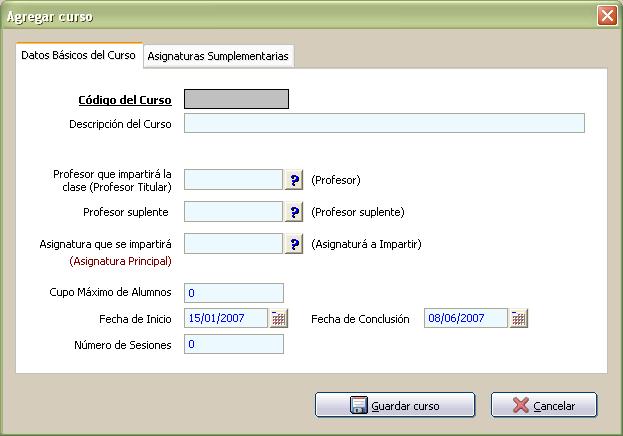 Agregar curso
Datos Básicos del Curso
Asignaturas Sumplementarias
Código del Curso
Descripción del Curso
Profesor que impartirá la
clase (Profesor Titular)
? (Profesor)
Profesor suplente ? (Profesor suplente)
Asignatura que se impartirá ? (Asignaturá a Impartir)
(Asignatura Principal)
Cupo Máximo de Alumnos 0
Fecha de Inicio 15/01/2007 Fecha de Conclusión 08/06/2007
Número de Sesiones 0
Guardar curso Cancelar